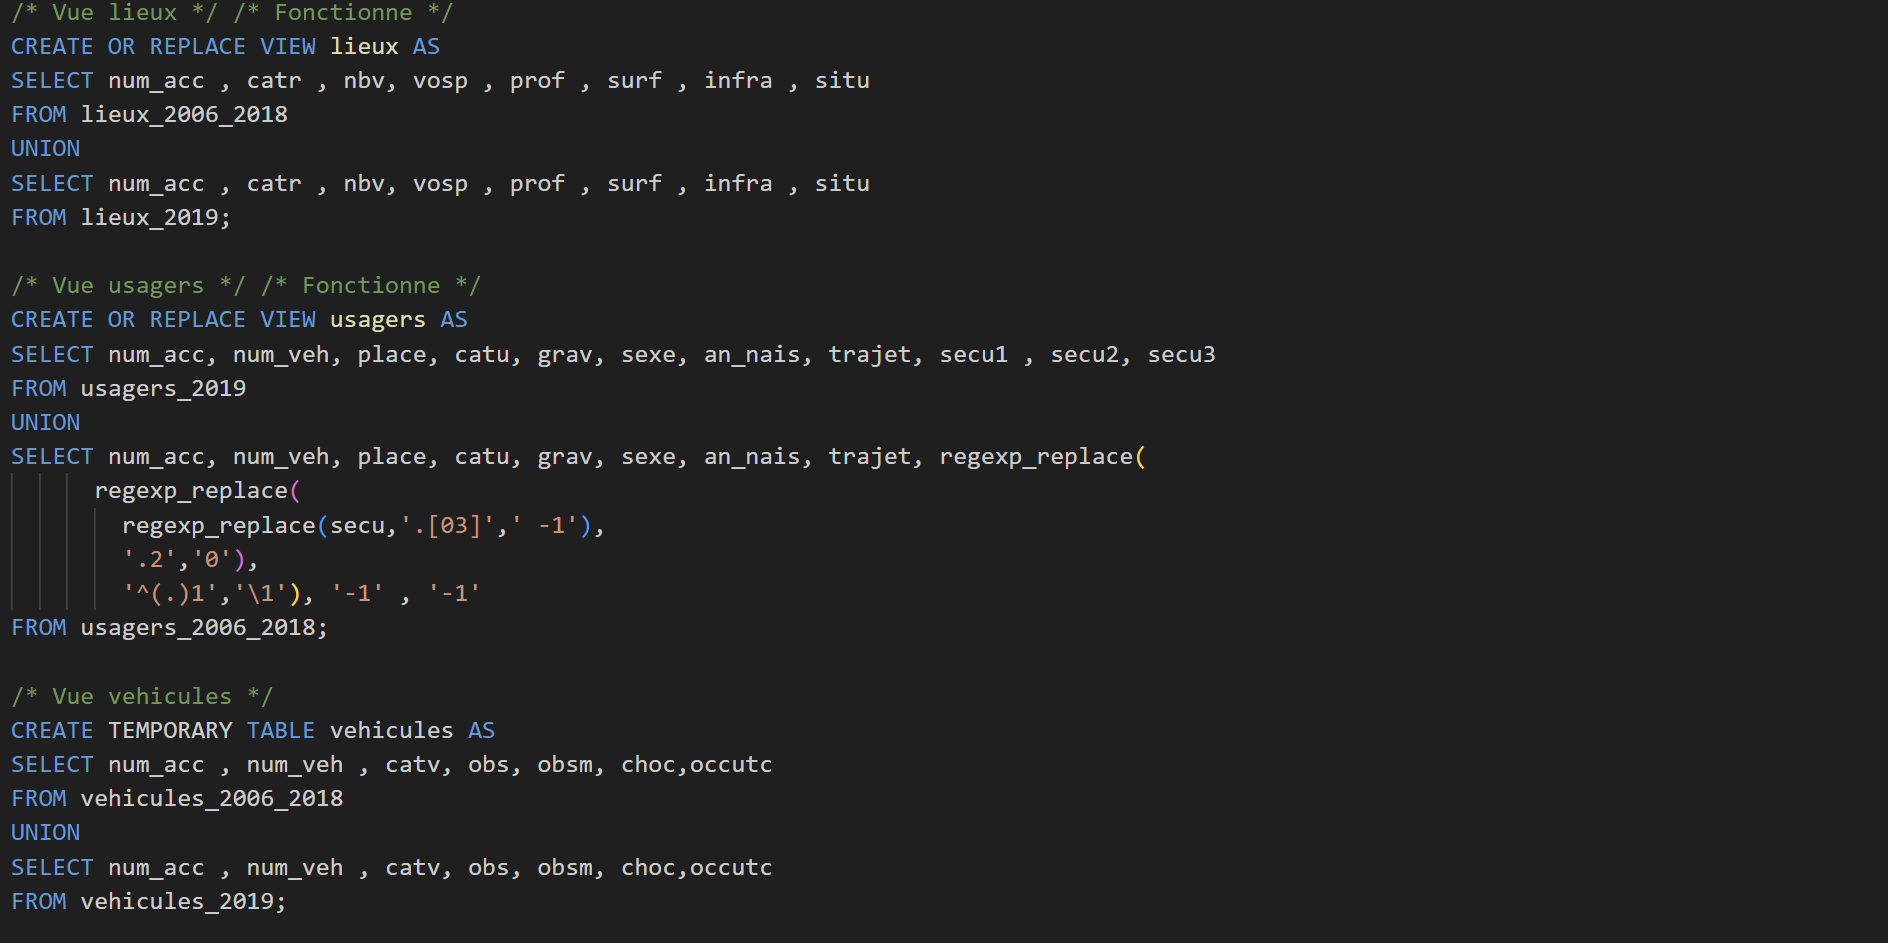 /* Vue lieux */ /* Fonctionne */
CREATE OR REPLACE VIEW lieux AS
SELECT num_acc , catr , nbv, vosp , prof , surf , infra , situ
FROM lieux_2006_2018
UNION
SELECT num_acc , catr , nbv, vosp , prof , surf , infra , situ
FROM lieux_2019;
/* Vue usagers */ /* Fonctionne */
CREATE OR REPLACE VIEW usagers AS
SELECT num_acc, num_veh, place, catu, grav, sexe, an_nais, trajet, secu1 , secu2, secu3
FROM usagers_2019
UNION
SELECT num_acc, num_veh, place, catu, grav, sexe, an_nais, trajet, regexp_replace(
regexp_replace(
regexp_replace(secu,'.[03]',' -1'),
'.2','0'),
'^(.)1','\1'), '-1' , '-1'
FROM usagers_2006_2018;
/* Vue vehicules */
CREATE TEMPORARY TABLE vehicules AS
SELECT num_acc , num_veh , catv, obs, obsm, choc,occutc
FROM vehicules_2006_2018
UNION
SELECT num_acc , num_veh , catv, obs, obsm, choc,occutc
FROM vehicules_2019;